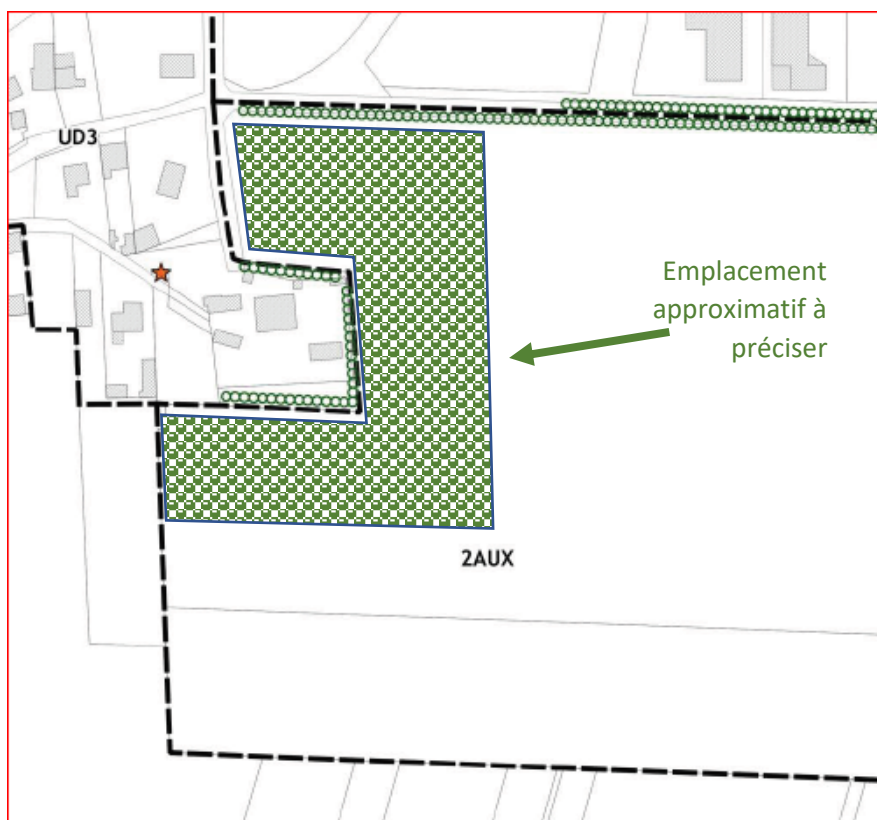 UD3
Emplacement
approximatif à
préciser
2AUX